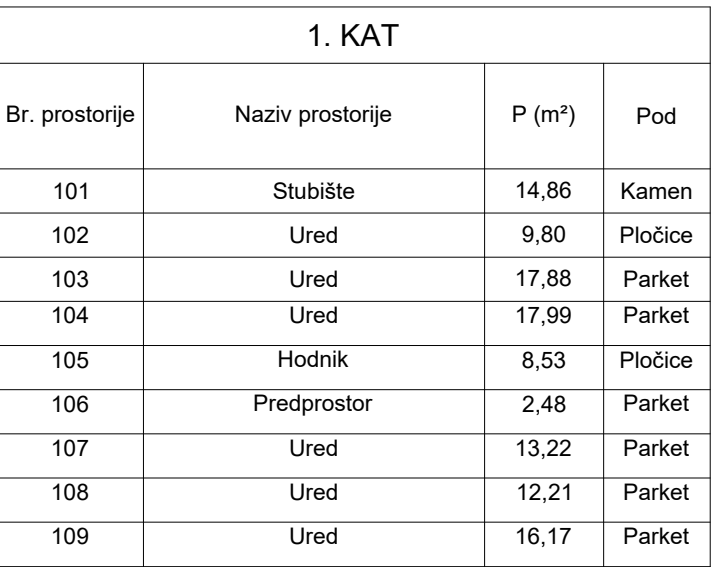 1. KAT
Br. prostorije Naziv prostorije P (m²) Pod
101 Stubište 14,86 Kamen
102 Ured 9,80 Pločice
103 Ured 17,88 Parket
104 Ured 17,99 Parket
105 Hodnik 8,53 Pločice
106 Predprostor 2,48 Parket
107 Ured 13,22 Parket
108 Ured 12,21 Parket
109 Ured 16,17 Parket